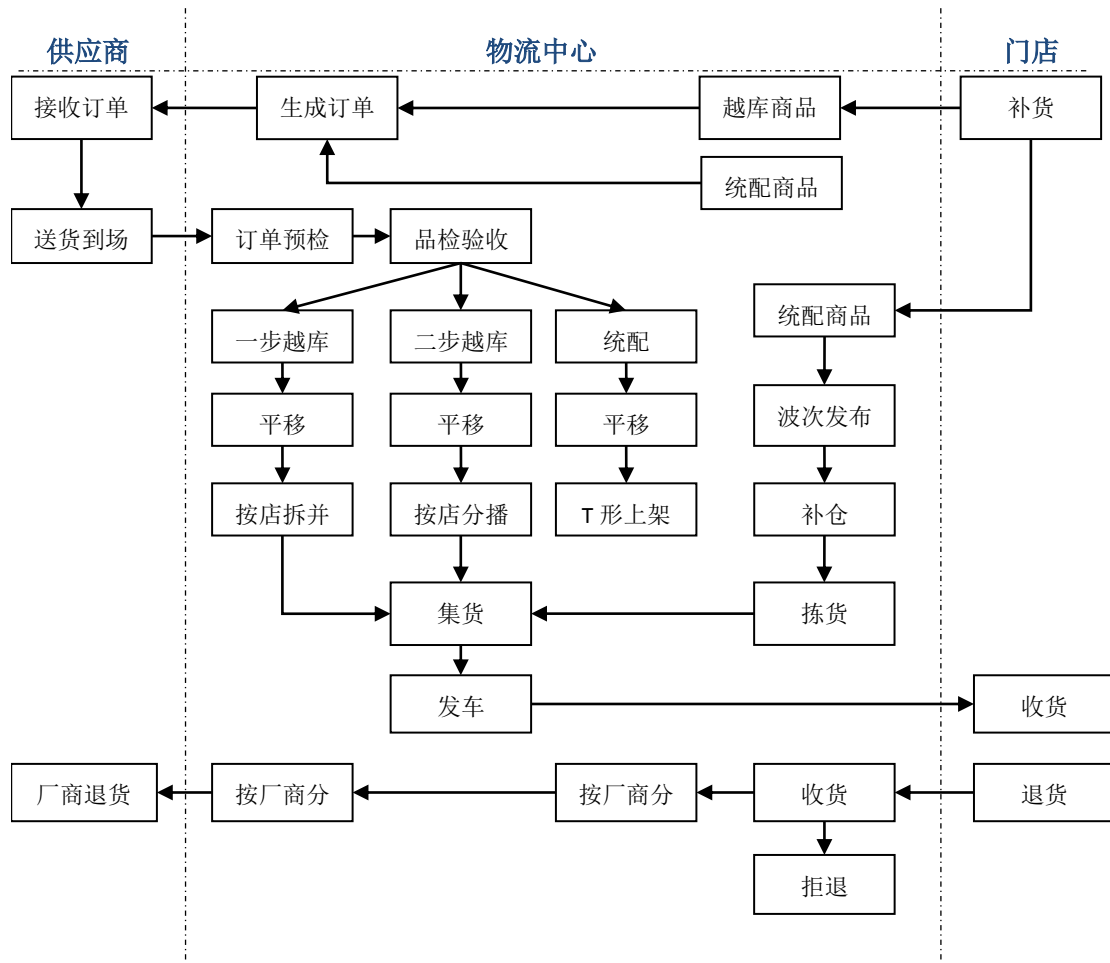 供应商
物流中心
门店
接收订单
生成订单
越库商品
补货
统配商品
送货到场
订单预检
品检验收
一步越库
二步越库
统配
统配商品
平移
平移
平移
波次发布
按店拆并
按店分播
T 形上架
补仓
集货
拣货
发车
收货
厂商退货
按厂商分
按厂商分
收货
退货
拒退